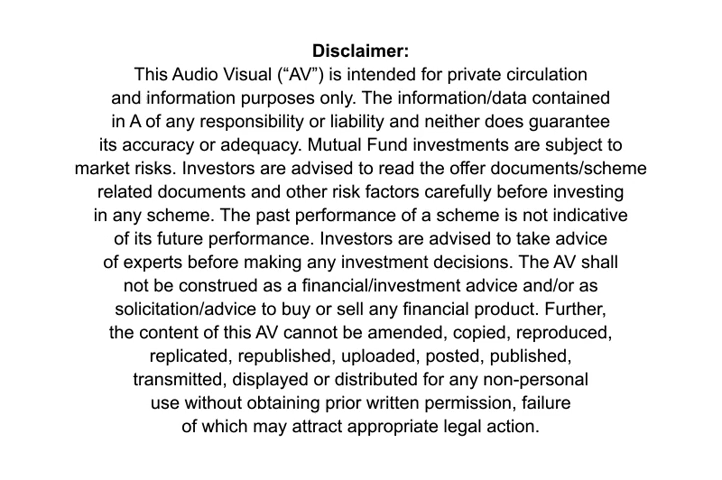 Disclaimer:
This Audio Visual (“AV”) is intended for private circulation
and information purposes only. The information/data contained
in A of any responsibility or liability and neither does guarantee
its accuracy or adequacy. Mutual Fund investments are subject to
market risks. Investors are advised to read the offer documents/scheme
related documents and other risk factors carefully before investing
in any scheme. The past performance of a scheme is not indicative
of its future performance. Investors are advised to take advice
of experts before making any investment decisions. The AV shall
not be construed as a financial/investment advice and/or as
solicitation/advice to buy or sell any financial product. Further,
the content of this AV cannot be amended, copied, reproduced,
replicated, republished, uploaded, posted, published,
transmitted, displayed or distributed for any non-personal
use without obtaining prior written permission, failure
of which may attract appropriate legal action.